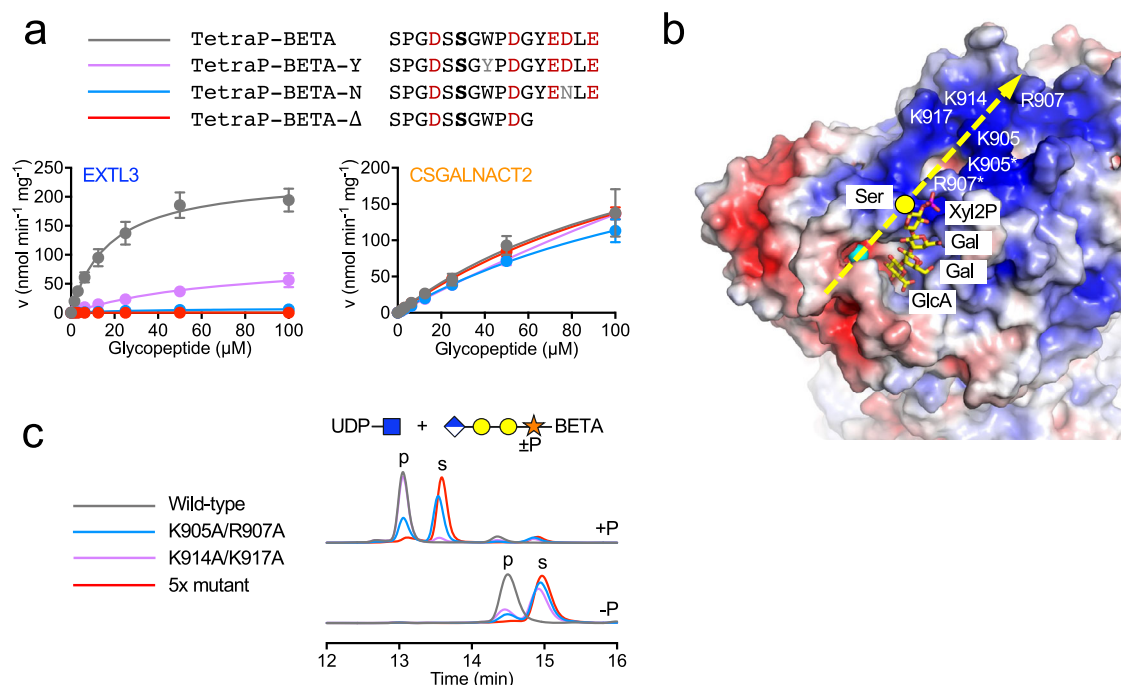 a
TetraP-BETA SPGDSSSGWPDGYEDLE
TetraP-BETA-Y SPGDSSGYPDGYEDLE
TetraP-BETA-N SPGDSSGWPDGYENLE
TetraP-BETA-Δ SPGDSSGWPDG
EXTL3
v (nmol min⁻¹ mg⁻¹)
250
200
150
100
50
0
0 20 40 60 80 100
Glycopeptide (µM)
CSGALNACT2
v (nmol min⁻¹ mg⁻¹)
250
200
150
100
50
0
0 20 40 60 80 100
Glycopeptide (µM)
b
K914
R907
K917
K905
K905*
R907*
Ser
Xyl2P
Gal
Gal
GlcA
c
UDP + BETA
±P
Wild-type
K905A/R907A
K914A/K917A
5x mutant
p s
+P
p s
-P
12 13 14 15 16
Time (min)